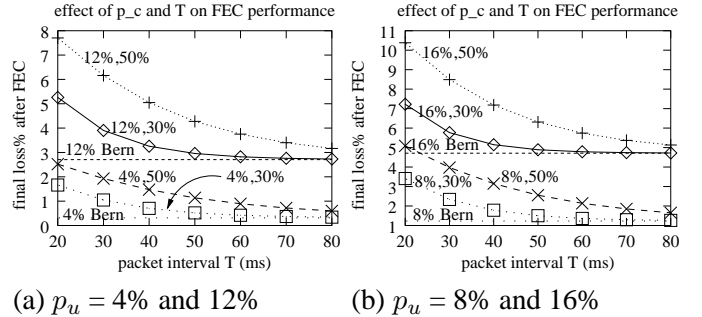 effect of p_c and T on FEC performance
final loss% after FEC
8
7
6
5
4
3
2
1
0
12%,50%
12%,30%
12% Bern
4%,50%
4%,30%
4% Bern
20 30 40 50 60 70 80
packet interval T (ms)
(a) p_u = 4% and 12%
effect of p_c and T on FEC performance
final loss% after FEC
11
10
9
8
7
6
5
4
3
2
1
16%,50%
16%,30%
16% Bern
8%,30%
8%,50%
8% Bern
20 30 40 50 60 70 80
packet interval T (ms)
(b) p_u = 8% and 16%